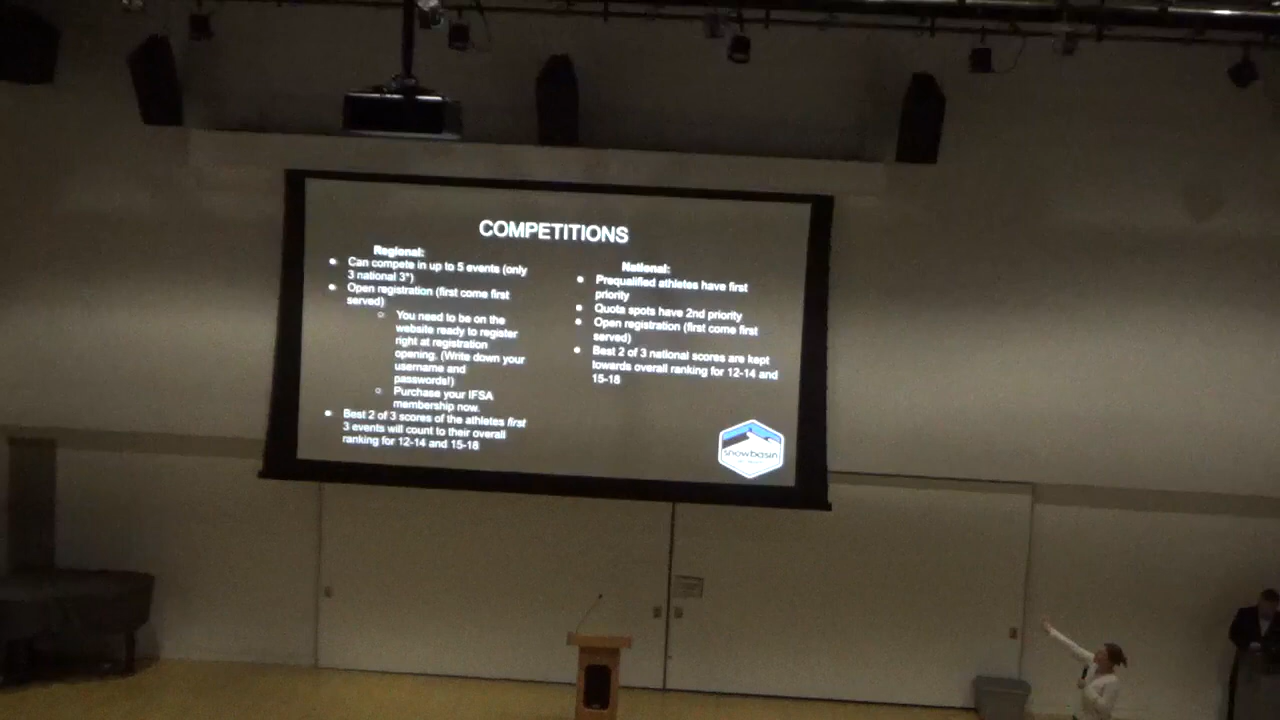 COMPETITIONS
Regional:
Can compete in up to 5 events (only
3 national 3*)
Open registration (first come first
served)
You need to be on the
website ready to register
right at registration
opening. (Write down your
username and
passwords!)
Purchase your IFSA
membership now.
Best 2 of 3 scores of the athletes first
3 events will count to their overall
ranking for 12-14 and 15-18
National:
Prequalified athletes have first
priority
Quota spots have 2nd priority
Open registration (first come first
served)
Best 2 of 3 national scores are kept
towards overall ranking for 12-14 and
15-18
snowbasin